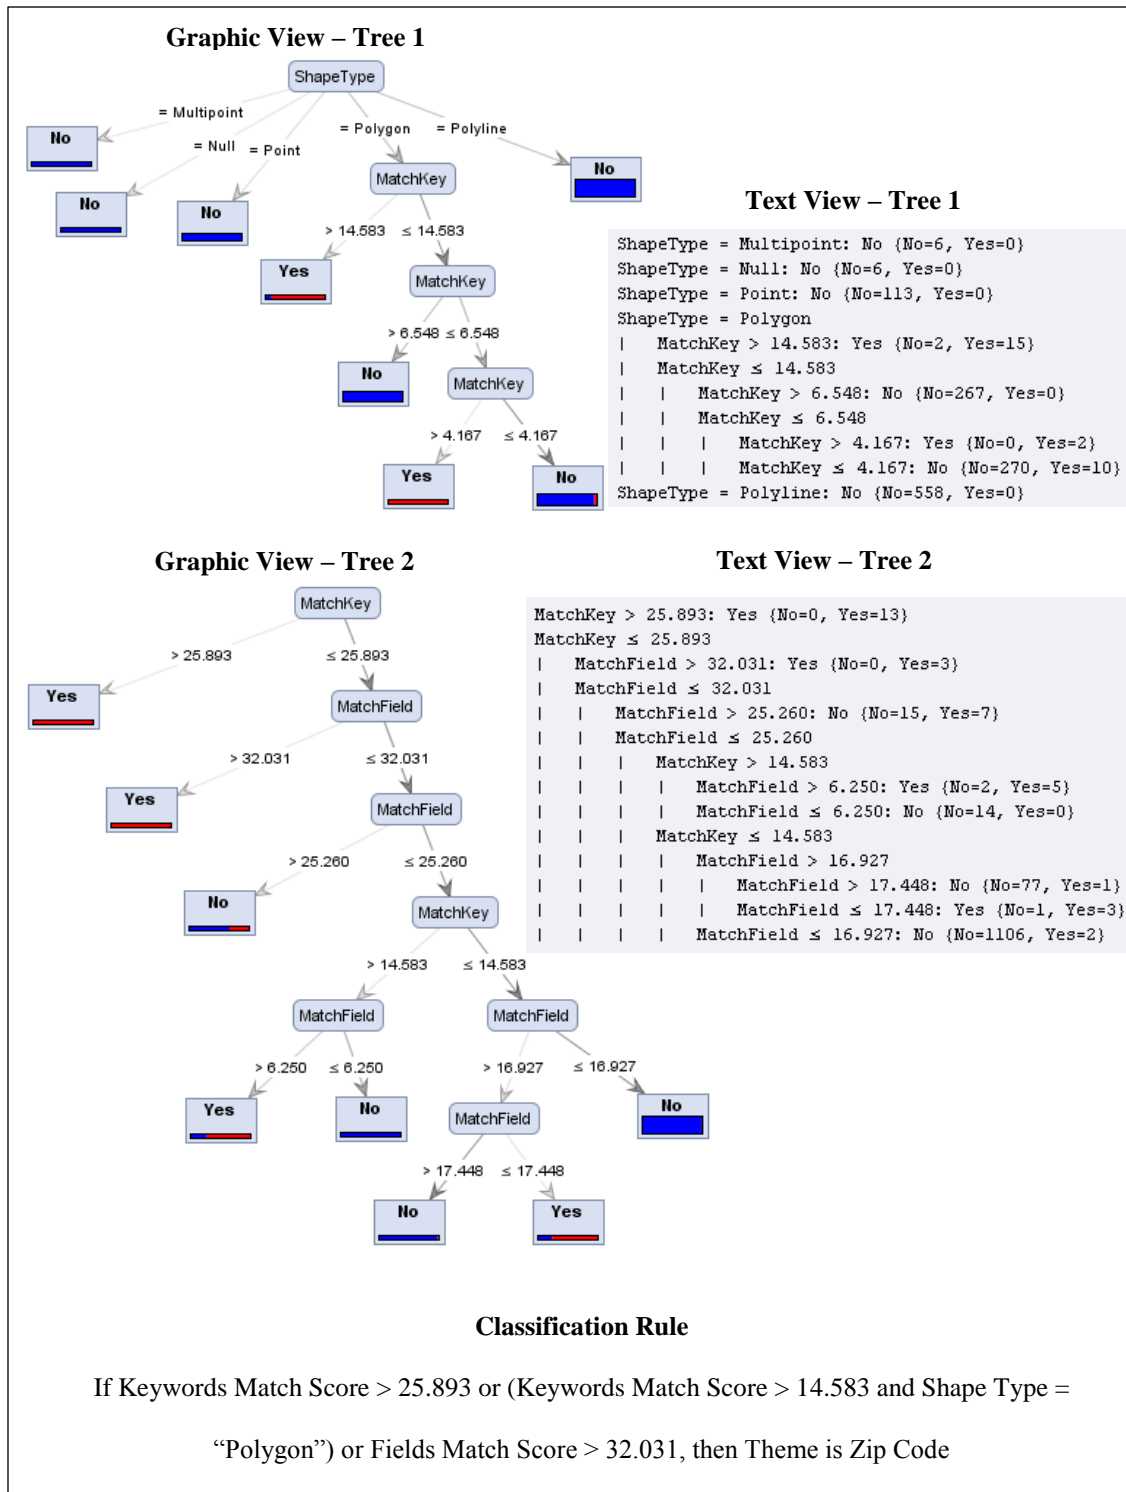 Graphic View – Tree 1
ShapeType
= Multipoint
= Null
= Point
= Polygon
= Polyline
No
No
No
MatchKey
No
> 14.583
≤ 14.583
Yes
MatchKey
> 6.548
≤ 6.548
No
MatchKey
> 4.167
≤ 4.167
Yes
No
Text View – Tree 1
ShapeType = Multipoint: No {No=6, Yes=0}
ShapeType = Null: No {No=6, Yes=0}
ShapeType = Point: No {No=113, Yes=0}
ShapeType = Polygon
| MatchKey > 14.583: Yes {No=2, Yes=15}
| MatchKey ≤ 14.583
| | MatchKey > 6.548: No {No=267, Yes=0}
| | MatchKey ≤ 6.548
| | | MatchKey > 4.167: Yes {No=0, Yes=2}
| | | MatchKey ≤ 4.167: No {No=270, Yes=10}
ShapeType = Polyline: No {No=558, Yes=0}
Graphic View – Tree 2
MatchKey
> 25.893
≤ 25.893
Yes
MatchField
> 32.031
≤ 32.031
Yes
MatchField
> 25.260
≤ 25.260
No
MatchKey
> 14.583
≤ 14.583
MatchField
MatchField
> 6.250
≤ 6.250
> 16.927
≤ 16.927
Yes
No
MatchField
No
> 17.448
≤ 17.448
No
Yes
Text View – Tree 2
MatchKey > 25.893: Yes {No=0, Yes=13}
MatchKey ≤ 25.893
| MatchField > 32.031: Yes {No=0, Yes=3}
| MatchField ≤ 32.031
| | MatchField > 25.260: No {No=15, Yes=7}
| | MatchField ≤ 25.260
| | | MatchKey > 14.583
| | | | MatchField > 6.250: Yes {No=2, Yes=5}
| | | | MatchField ≤ 6.250: No {No=14, Yes=0}
| | | MatchKey ≤ 14.583
| | | | MatchField > 16.927
| | | | | MatchField > 17.448: No {No=77, Yes=1}
| | | | | MatchField ≤ 17.448: Yes {No=1, Yes=3}
| | | | MatchField ≤ 16.927: No {No=1106, Yes=2}
Classification Rule
If Keywords Match Score > 25.893 or (Keywords Match Score > 14.583 and Shape Type =
“Polygon”) or Fields Match Score > 32.031, then Theme is Zip Code